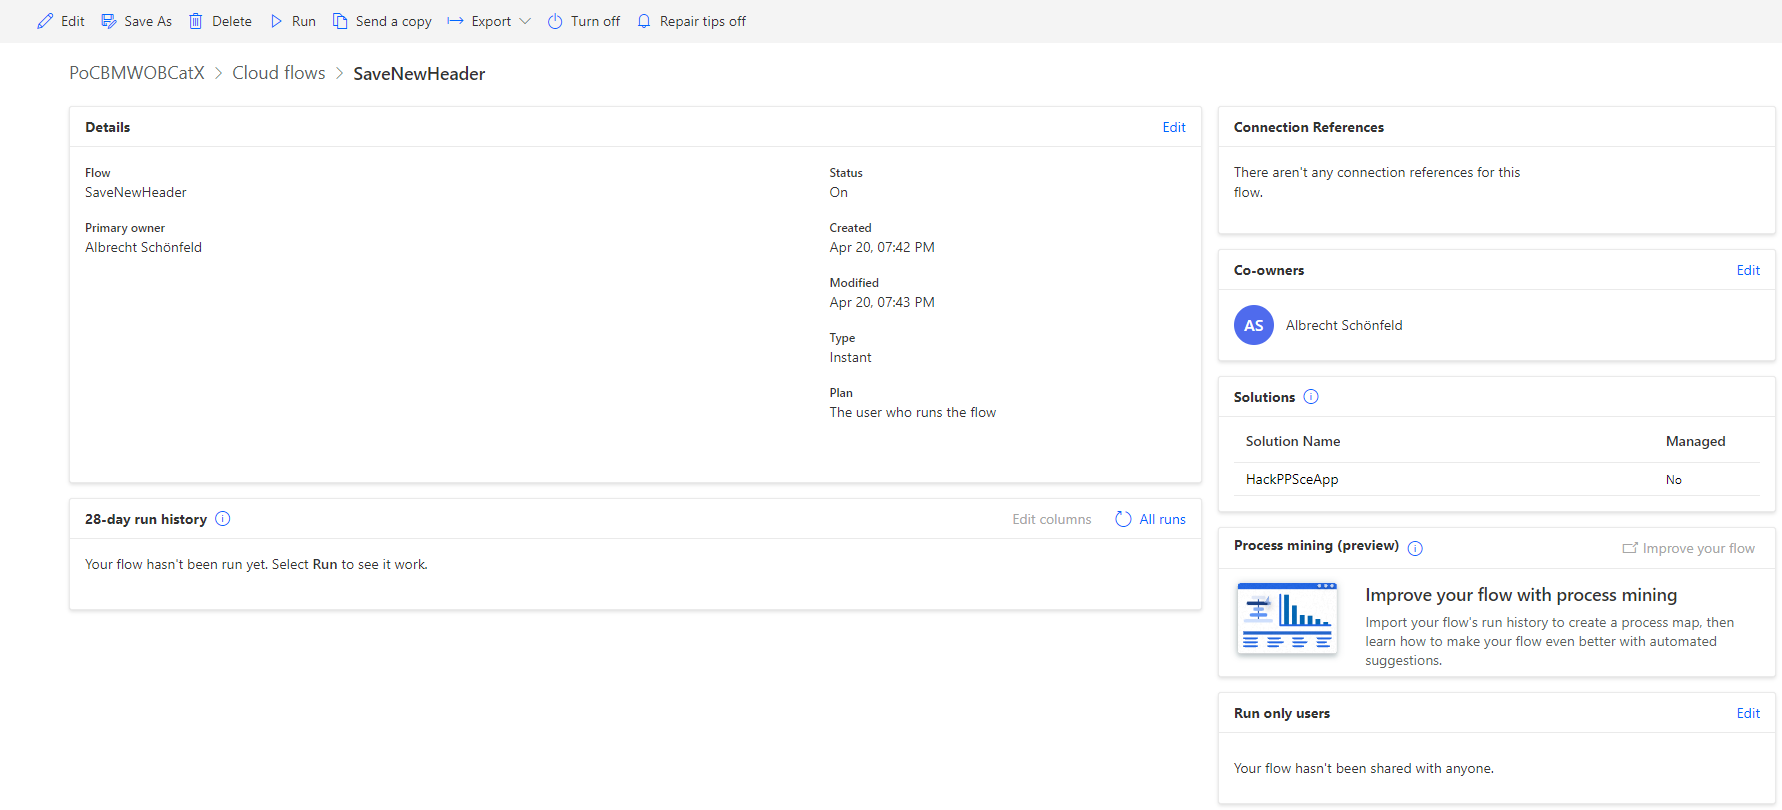 Edit Save As Delete Run Send a copy Export Turn off Repair tips off
PoCBMWOBCatX > Cloud flows > SaveNewHeader
Details Edit
Flow
SaveNewHeader
Primary owner
Albrecht Schönfeld
Status
On
Created
Apr 20, 07:42 PM
Modified
Apr 20, 07:43 PM
Type
Instant
Plan
The user who runs the flow
28-day run history Edit columns All runs
Your flow hasn't been run yet. Select Run to see it work.
Connection References
There aren't any connection references for this
flow.
Co-owners Edit
AS Albrecht Schönfeld
Solutions
Solution Name Managed
HackPPSceApp No
Process mining (preview) Improve your flow
Improve your flow with process mining
Import your flow's run history to create a process map, then
learn how to make your flow even better with automated
suggestions.
Run only users Edit
Your flow hasn't been shared with anyone.